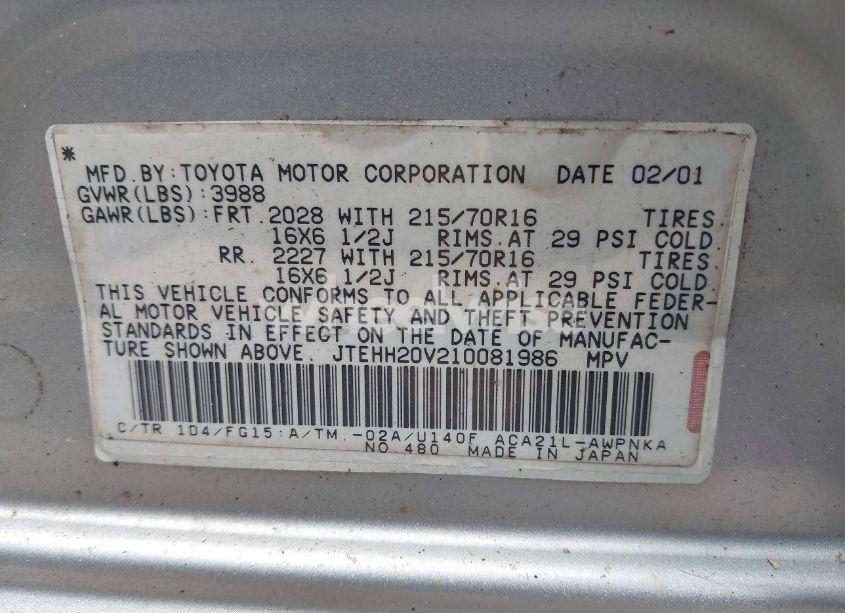 *
MFD.BY:TOYOTA MOTOR CORPORATION DATE 02/01
GVWR(LBS):3988
GAWR(LBS):FRT.2028 WITH 215/70R16 TIRES
16X6 1/2J RIMS.AT 29 PSI COLD.
RR. 2227 WITH 215/70R16 TIRES
16X6 1/2J RIMS.AT 29 PSI COLD.
THIS VEHICLE CONFORMS TO ALL APPLICABLE FEDER-
AL MOTOR VEHICLE SAFETY AND THEFT PREVENTION
STANDARDS IN EFFECT ON THE DATE OF MANUFAC-
TURE SHOWN ABOVE. JTEHH20V210081986 MPV
C/TR 1D4/FG15:A/TM.-02A/U140F ACA21L-AWPNKA
NO.480 MADE IN JAPAN